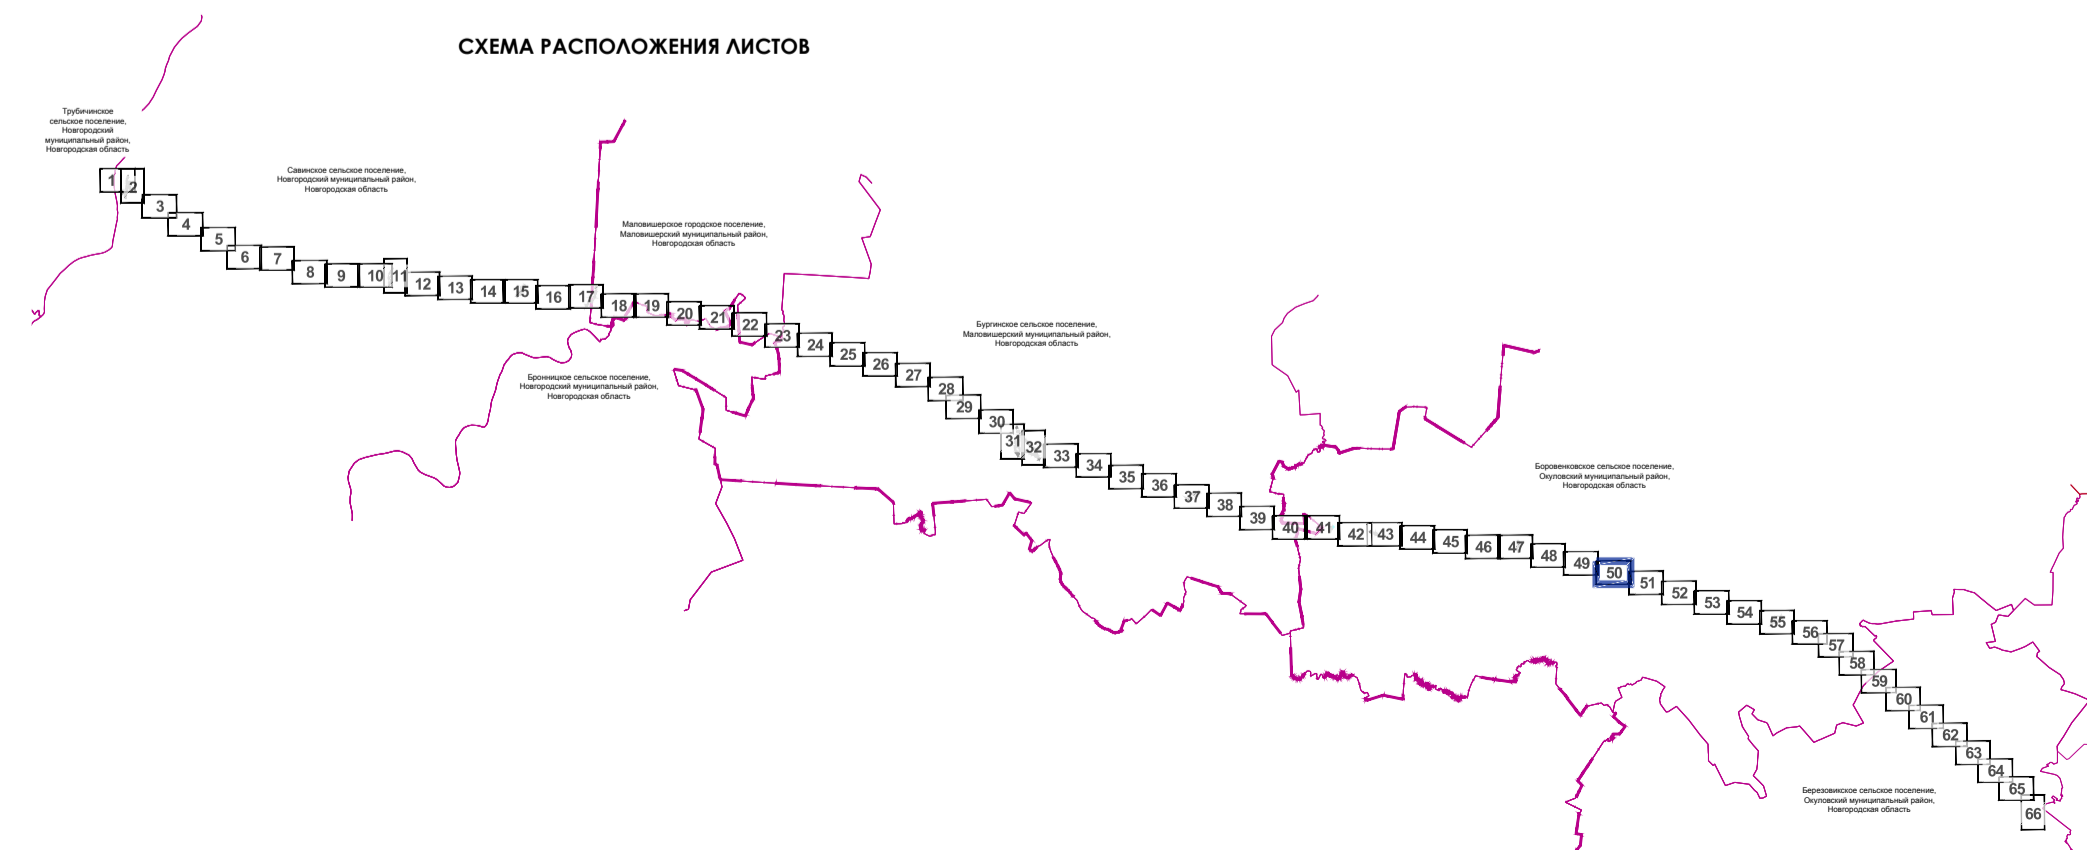 СХЕМА РАСПОЛОЖЕНИЯ ЛИСТОВ
Трубичинское
сельское поселение,
Новгородский
муниципальный район,
Новгородская область
Савинское сельское поселение,
Новгородский муниципальный район,
Новгородская область
Маловишерское городское поселение,
Маловишерский муниципальный район,
Новгородская область
Бронницкое сельское поселение,
Новгородский муниципальный район,
Новгородская область
Бургинское сельское поселение,
Маловишерский муниципальный район,
Новгородская область
Боровенковское сельское поселение,
Окуловский муниципальный район,
Новгородская область
Березовикское сельское поселение,
Окуловский муниципальный район,
Новгородская область
1
2
3
4
5
6
7
8
9
10
11
12
13
14
15
16
17
18
19
20
21
22
23
24
25
26
27
28
29
30
31
32
33
34
35
36
37
38
39
40
41
42
43
44
45
46
47
48
49
50
51
52
53
54
55
56
57
58
59
60
61
62
63
64
65
66